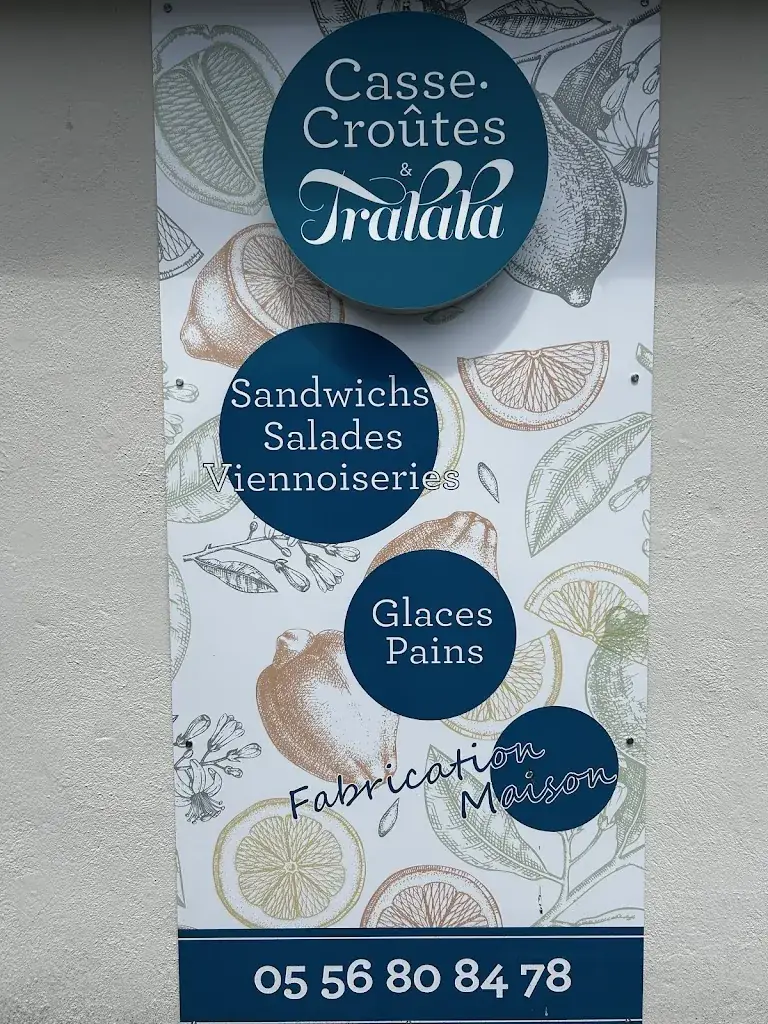 Casse·
Croûtes
&
Tralala
Sandwichs
Salades
Viennoiseries
Glaces
Pains
Fabrication
Maison
05 56 80 84 78